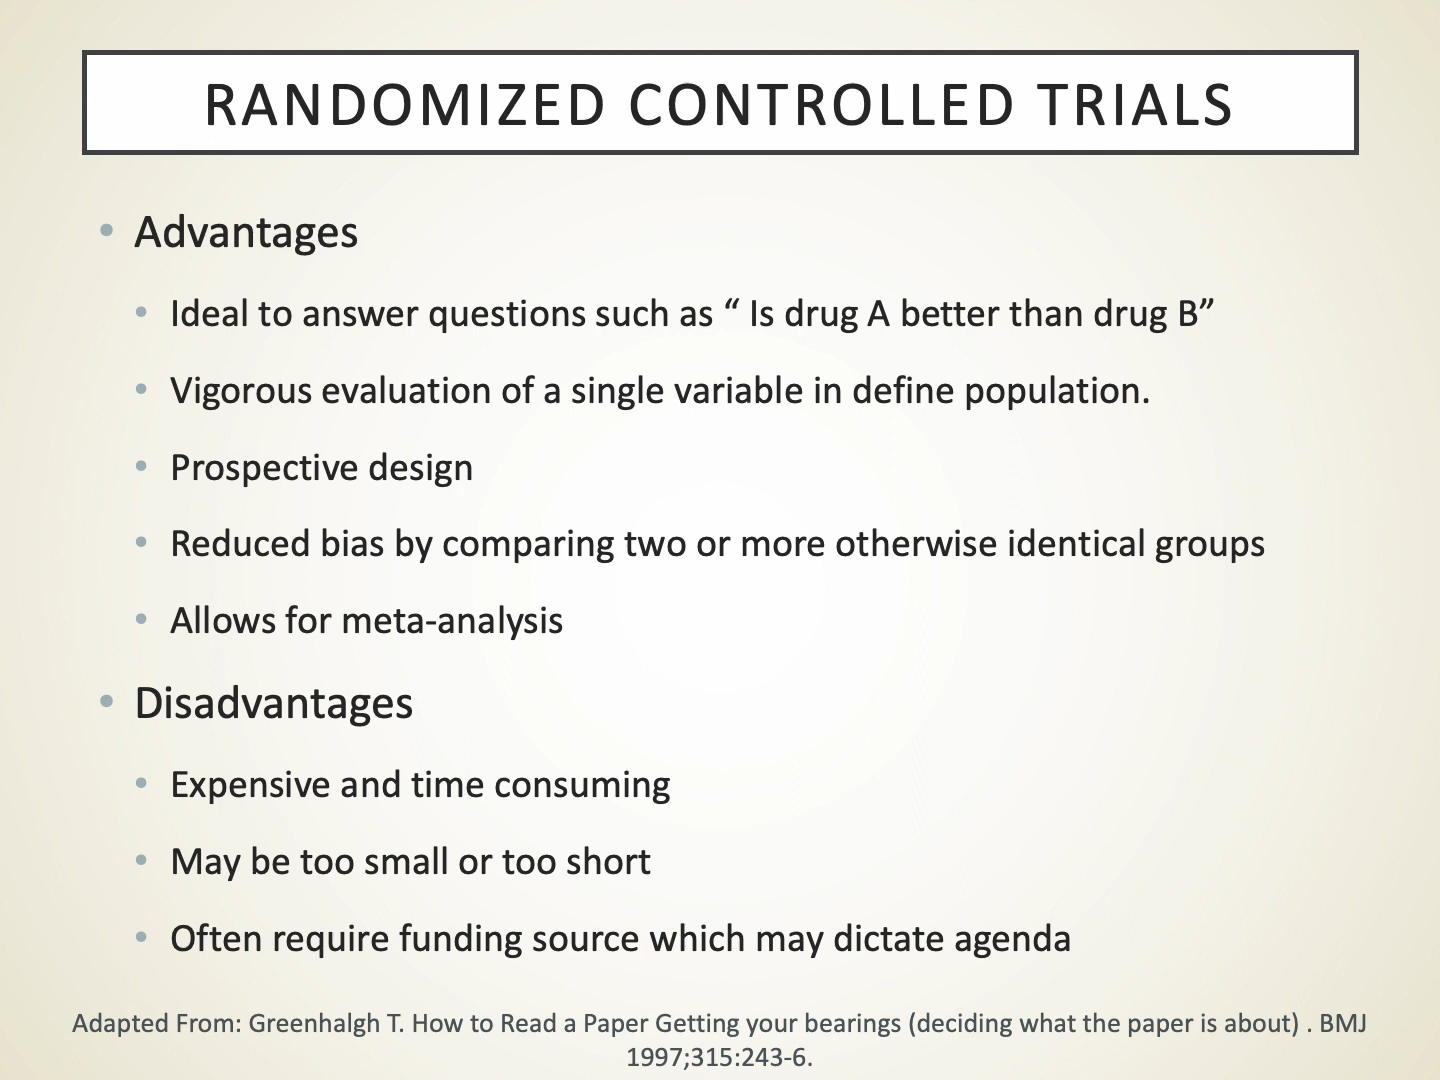 RANDOMIZED CONTROLLED TRIALS
• Advantages
• Ideal to answer questions such as “ Is drug A better than drug B”
• Vigorous evaluation of a single variable in define population.
• Prospective design
• Reduced bias by comparing two or more otherwise identical groups
• Allows for meta-analysis
• Disadvantages
• Expensive and time consuming
• May be too small or too short
• Often require funding source which may dictate agenda
Adapted From: Greenhalgh T. How to Read a Paper Getting your bearings (deciding what the paper is about) . BMJ
1997;315:243-6.